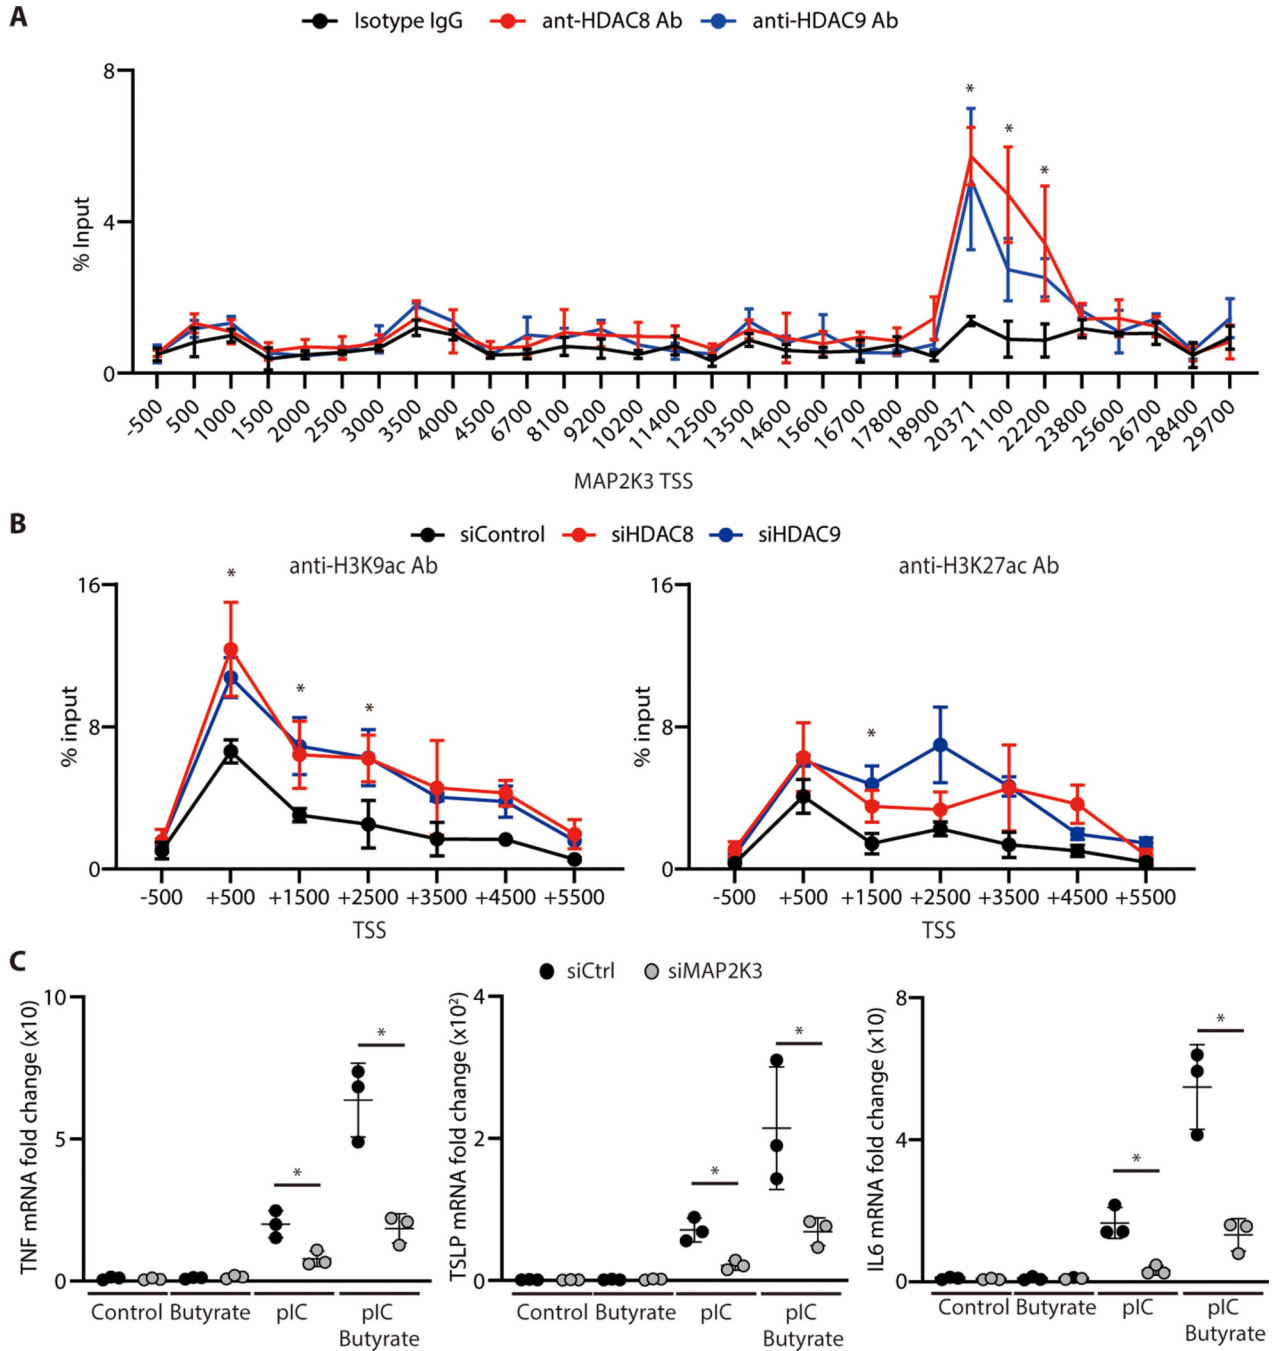 A
Isotype IgG ant-HDAC8 Ab anti-HDAC9 Ab
8
*
*
*
4
% Input
0
-500 500 1000 1500 2000 2500 3000 3500 4000 4500 6700 8100 9200 10200 11400 12500 13500 14600 15600 16700 17800 18900 20371 21100 22200 23800 25600 26700 28400 297700
MAP2K3 TSS
B
siControl siHDAC8 siHDAC9
anti-H3K9ac Ab
16
*
*
*
8
% input
0
-500 +500 +1500 +2500 +3500 +4500 +5500
TSS
anti-H3K27ac Ab
16
*
8
% input
0
-500 +500 +1500 +2500 +3500 +4500 +5500
TSS
C
siCtrl siMAP2K3
10
*
5
*
TNF mRNA fold change (x10)
0
Control Butyrate pIC pIC
Butyrate
4
*
2
*
TSLP mRNA fold change (x10²)
0
Control Butyrate pIC pIC
Butyrate
8
*
4
*
IL6 mRNA fold change (x10)
0
Control Butyrate pIC pIC
Butyrate